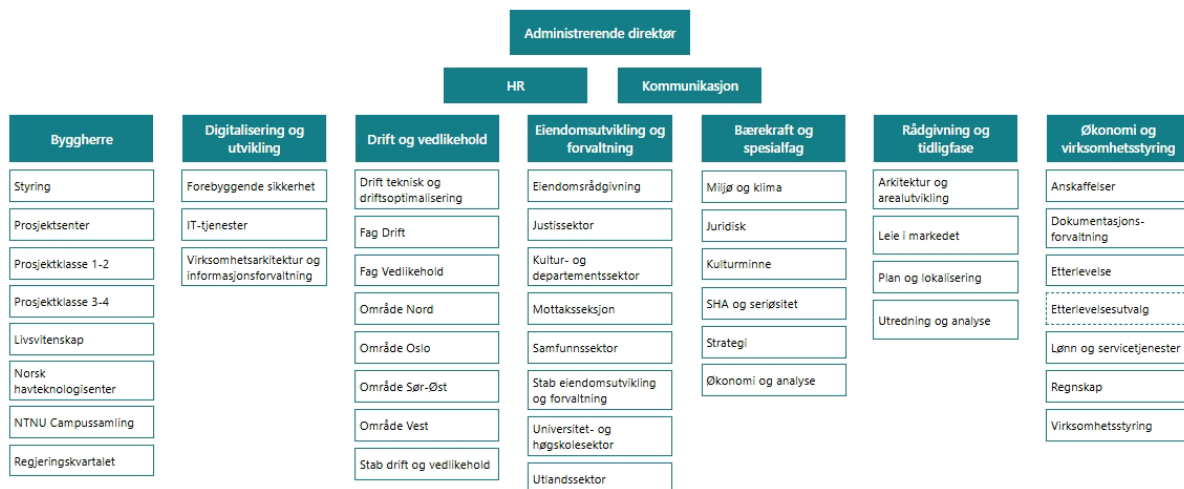 Administrerende direktør
HR
Kommunikasjon
Byggherre
Styring
Prosjektsenter
Prosjektklasse 1-2
Prosjektklasse 3-4
Livsvitenskap
Norsk
havteknologisenter
NTNU Campussamling
Regjeringskvartalet
Digitalisering og
utvikling
Forebyggende sikkerhet
IT-tjenester
Virksomhetsarkitektur og
informasjonsforvaltning
Drift og vedlikehold
Drift teknisk og
driftsoptimalisering
Fag Drift
Fag Vedlikehold
Område Nord
Område Oslo
Område Sør-Øst
Område Vest
Stab drift og vedlikehold
Eiendomsutvikling og
forvaltning
Eiendomsrådgivning
Justissektor
Kultur- og
departementssektor
Mottaksseksjon
Samfunnssektor
Stab eiendomsutvikling
og forvaltning
Universitet- og
høgskolesektor
Utlandssektor
Bærekraft og
spesialfag
Miljø og klima
Juridisk
Kulturminne
SHA og seriøsitet
Strategi
Økonomi og analyse
Rådgivning og
tidligfase
Arkitektur og
arealutvikling
Leie i markedet
Plan og lokalisering
Utredning og analyse
Økonomi og
virksomhetsstyring
Anskaffelser
Dokumentasjons-
forvaltning
Etterlevelse
Etterlevelsesutvalg
Lønn og servicetjenester
Regnskap
Virksomhetsstyring